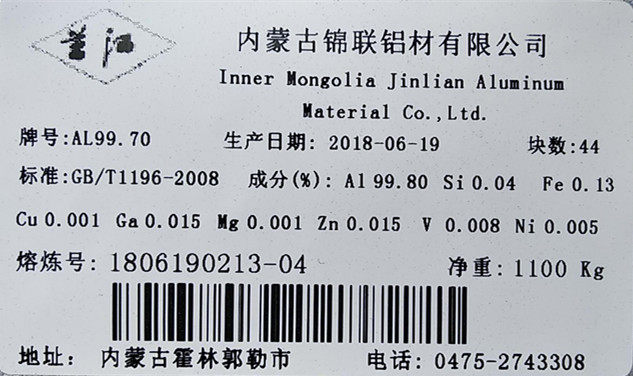 内蒙古锦联铝材有限公司
Inner Mongolia Jinlian Aluminum
Material Co.,Ltd.
牌号:AL99.70 生产日期: 2018-06-19 块数:44
标准:GB/T1196-2008 成分(%): Al 99.80 Si 0.04 Fe 0.13
Cu 0.001 Ga 0.015 Mg 0.001 Zn 0.015 V 0.008 Ni 0.005
熔炼号: 1806190213-04 净重: 1100 Kg
地址: 内蒙古霍林郭勒市 电话: 0475-2743308